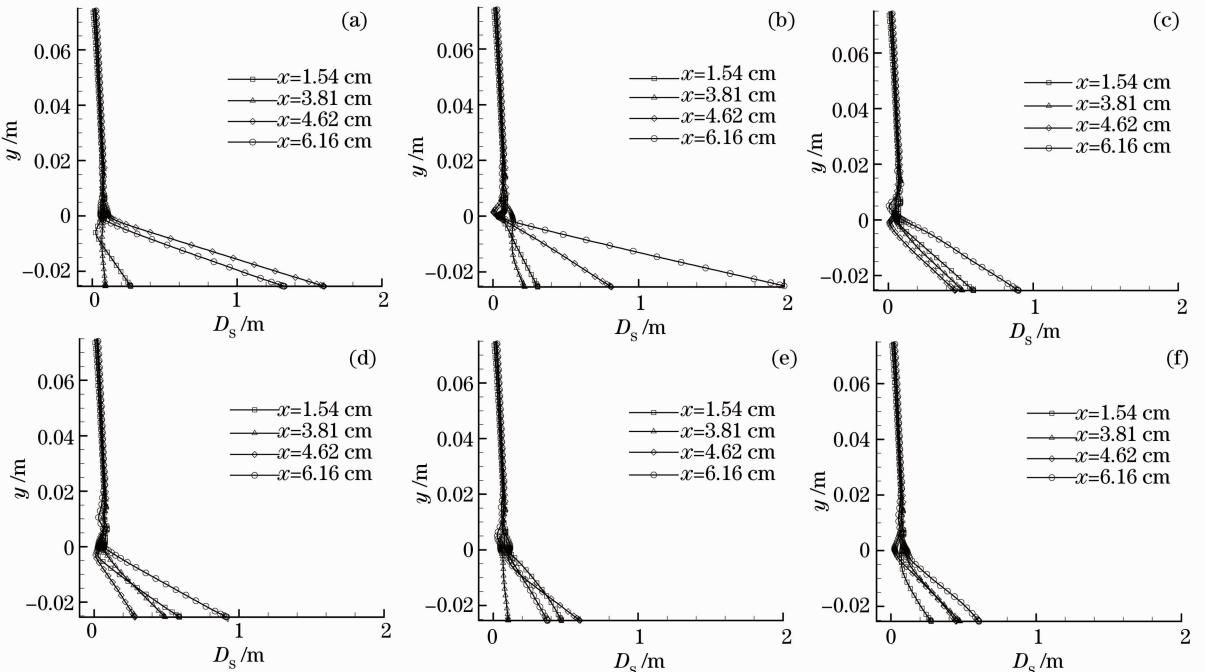 (a)
0.06
0.04
0.02
0
−0.02
y /m
x=1.54 cm
x=3.81 cm
x=4.62 cm
x=6.16 cm
0 1 2
Ds /m
(b)
0.06
0.04
0.02
0
−0.02
y /m
x=1.54 cm
x=3.81 cm
x=4.62 cm
x=6.16 cm
0 1 2
Ds /m
(c)
0.06
0.04
0.02
0
−0.02
y /m
x=1.54 cm
x=3.81 cm
x=4.62 cm
x=6.16 cm
0 1 2
Ds /m
(d)
0.06
0.04
0.02
0
−0.02
y /m
x=1.54 cm
x=3.81 cm
x=4.62 cm
x=6.16 cm
0 1 2
Ds /m
(e)
0.06
0.04
0.02
0
−0.02
y /m
x=1.54 cm
x=3.81 cm
x=4.62 cm
x=6.16 cm
0 1 2
Ds /m
(f)
0.06
0.04
0.02
0
−0.02
y /m
x=1.54 cm
x=3.81 cm
x=4.62 cm
x=6.16 cm
0 1 2
Ds /m